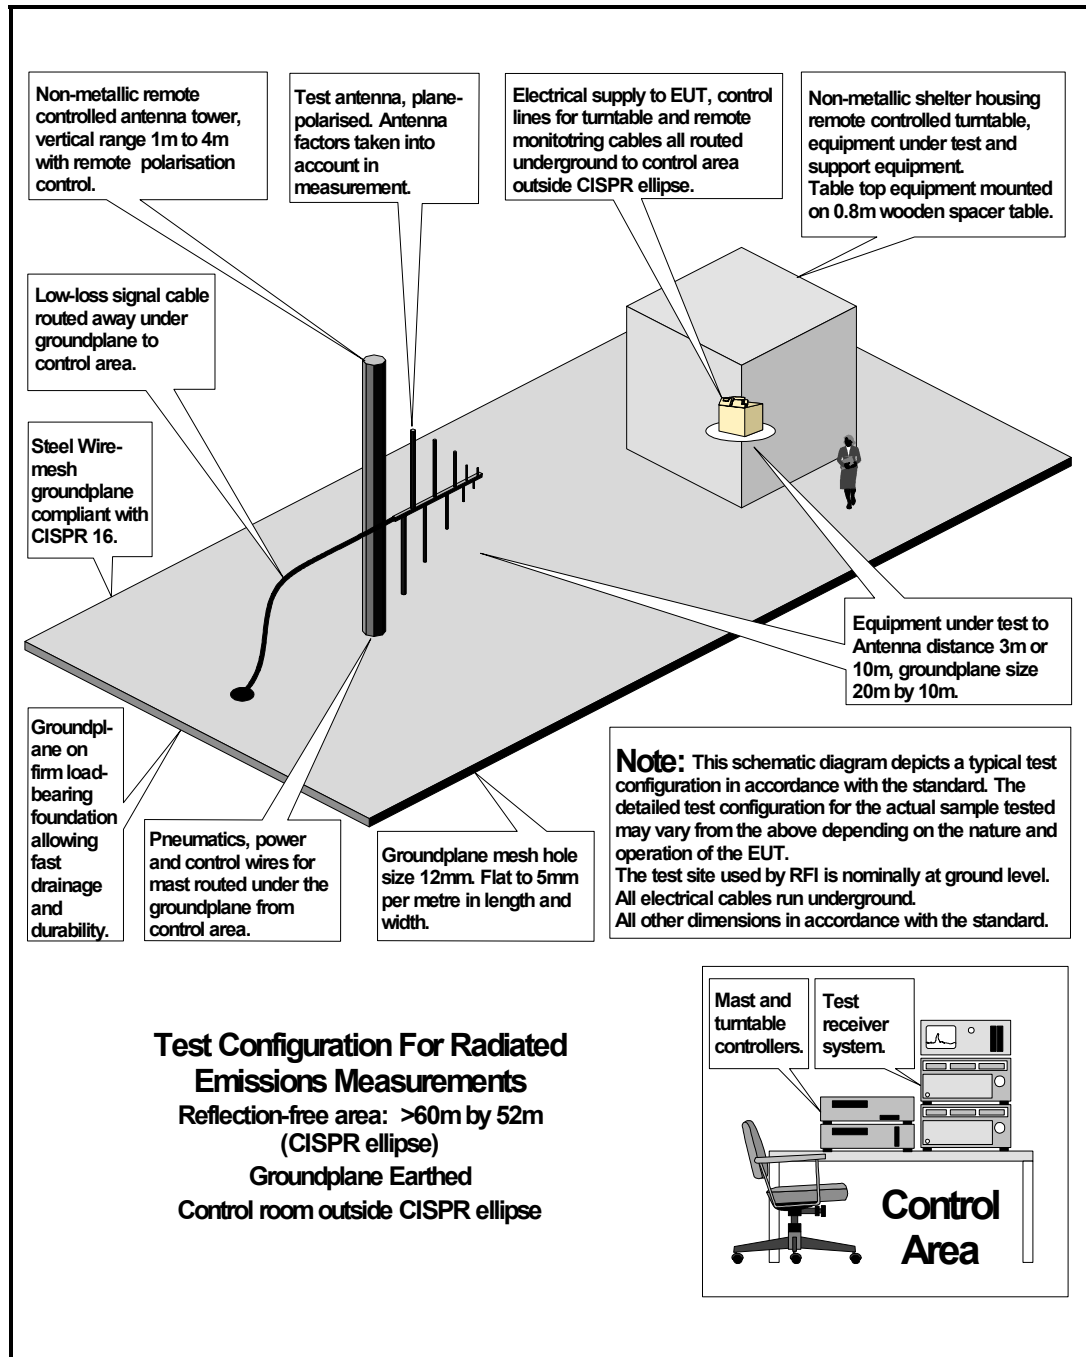 Non-metallic remote
controlled antenna tower,
vertical range 1m to 4m
with remote polarisation
control.
Test antenna, plane-
polarised. Antenna
factors taken into
account in
measurement.
Electrical supply to EUT, control
lines for turntable and remote
monitotring cables all routed
underground to control area
outside CISPR ellipse.
Non-metallic shelter housing
remote controlled turntable,
equipment under test and
support equipment.
Table top equipment mounted
on 0.8m wooden spacer table.
Low-loss signal cable
routed away under
groundplane to
control area.
Steel Wire-
mesh
groundplane
compliant with
CISPR 16.
Equipment under test to
Antenna distance 3m or
10m, groundplane size
20m by 10m.
Groundpl-
ane on
firm load-
bearing
foundation
allowing
fast
drainage
and
durability.
Pneumatics, power
and control wires for
mast routed under the
groundplane from
control area.
Groundplane mesh hole
size 12mm. Flat to 5mm
per metre in length and
width.
Note: This schematic diagram depicts a typical test
configuration in accordance with the standard. The
detailed test configuration for the actual sample tested
may vary from the above depending on the nature and
operation of the EUT.
The test site used by RFI is nominally at ground level.
All electrical cables run underground.
All other dimensions in accordance with the standard.
Test Configuration For Radiated
Emissions Measurements
Reflection-free area: >60m by 52m
(CISPR ellipse)
Groundplane Earthed
Control room outside CISPR ellipse
Mast and
turntable
controllers.
Test
receiver
system.
Control
Area